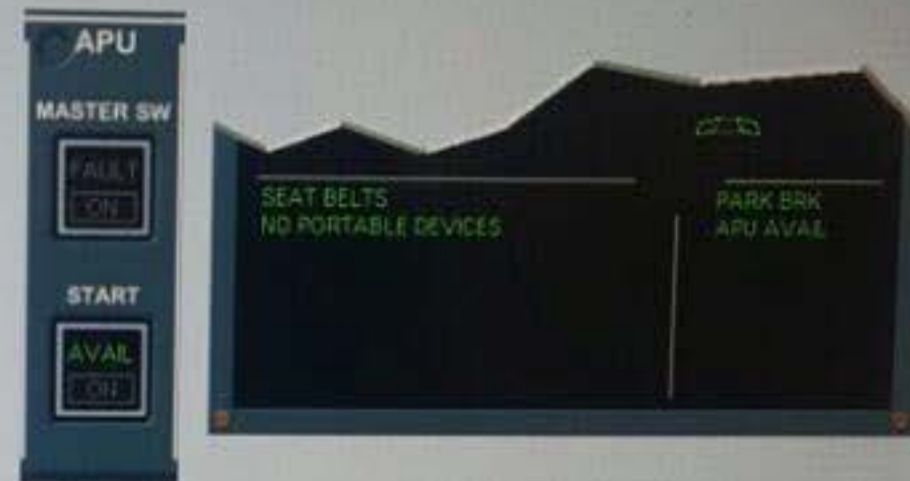 APU
MASTER SW
FAULT
ON
START
AVAIL
ON
SEAT BELTS
NO PORTABLE DEVICES
PARK BRK
APU AVAIL